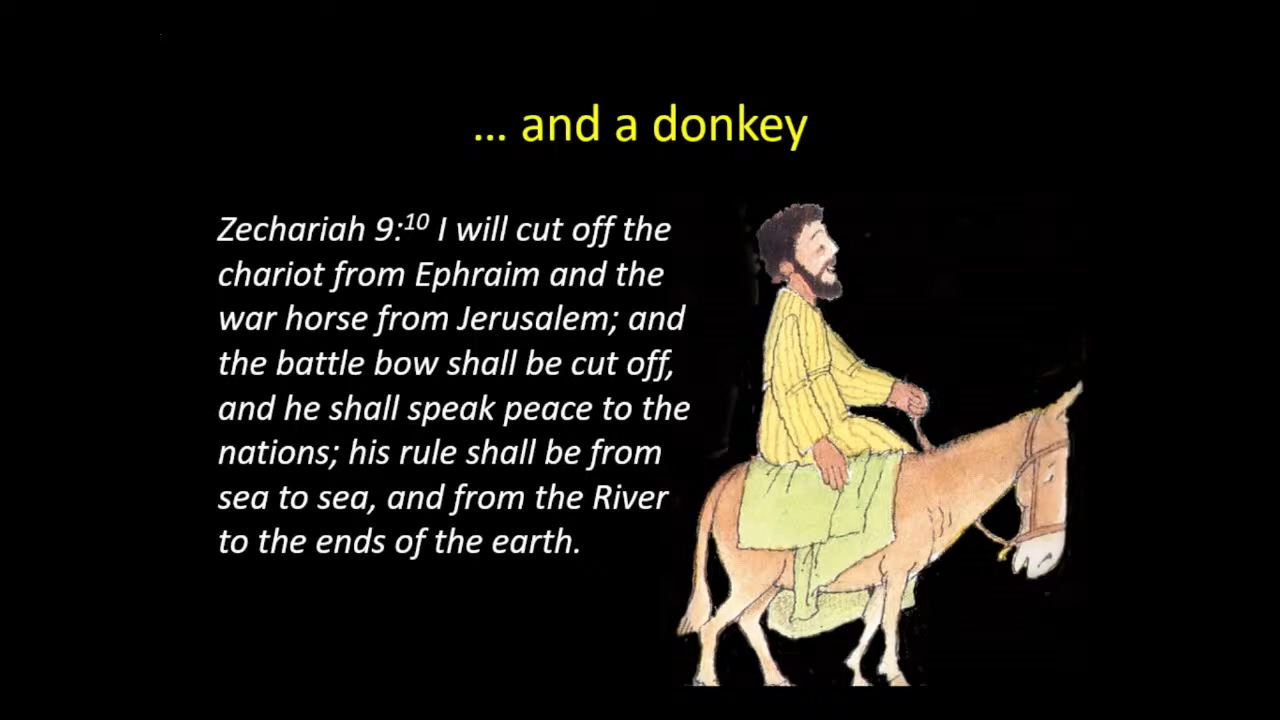 ... and a donkey
Zechariah 9:10 I will cut off the
chariot from Ephraim and the
war horse from Jerusalem; and
the battle bow shall be cut off,
and he shall speak peace to the
nations; his rule shall be from
sea to sea, and from the River
to the ends of the earth.